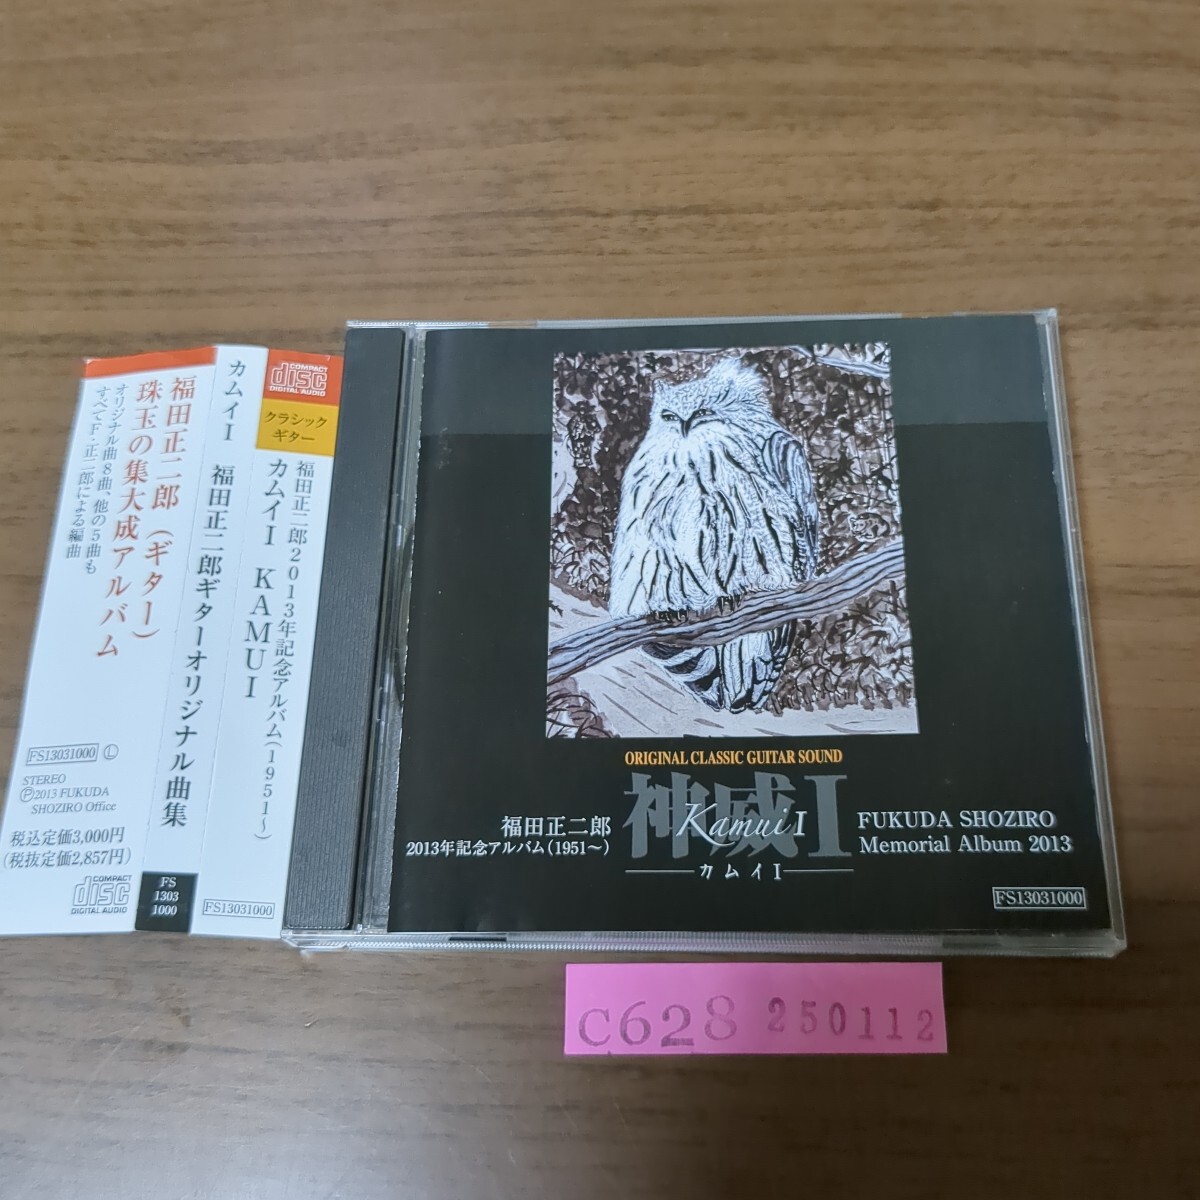 福田正二郎（ギター）
珠玉の集大成アルバム
オリジナル曲8曲、他の5曲も
すべてF・正二郎による編曲
FS13031000 Ⓛ
STEREO
Ⓟ2013 FUKUDA
SHOZIRO Office
税込定価3,000円
(税抜定価2,857円)
COMPACT
disc
DIGITAL AUDIO
カムイI 福田正二郎ギターオリジナル曲集
FS
1303
1000
COMPACT
disc
DIGITAL AUDIO
クラシック
ギター
福田正二郎2013年記念アルバム(1951〜)
カムイI KAMUI
FS13031000
ORIGINAL CLASSIC GUITAR SOUND
神威I
Kamui I
カムイI
福田正二郎
2013年記念アルバム(1951〜)
FUKUDA SHOZIRO
Memorial Album 2013
FS13031000
C628 250112